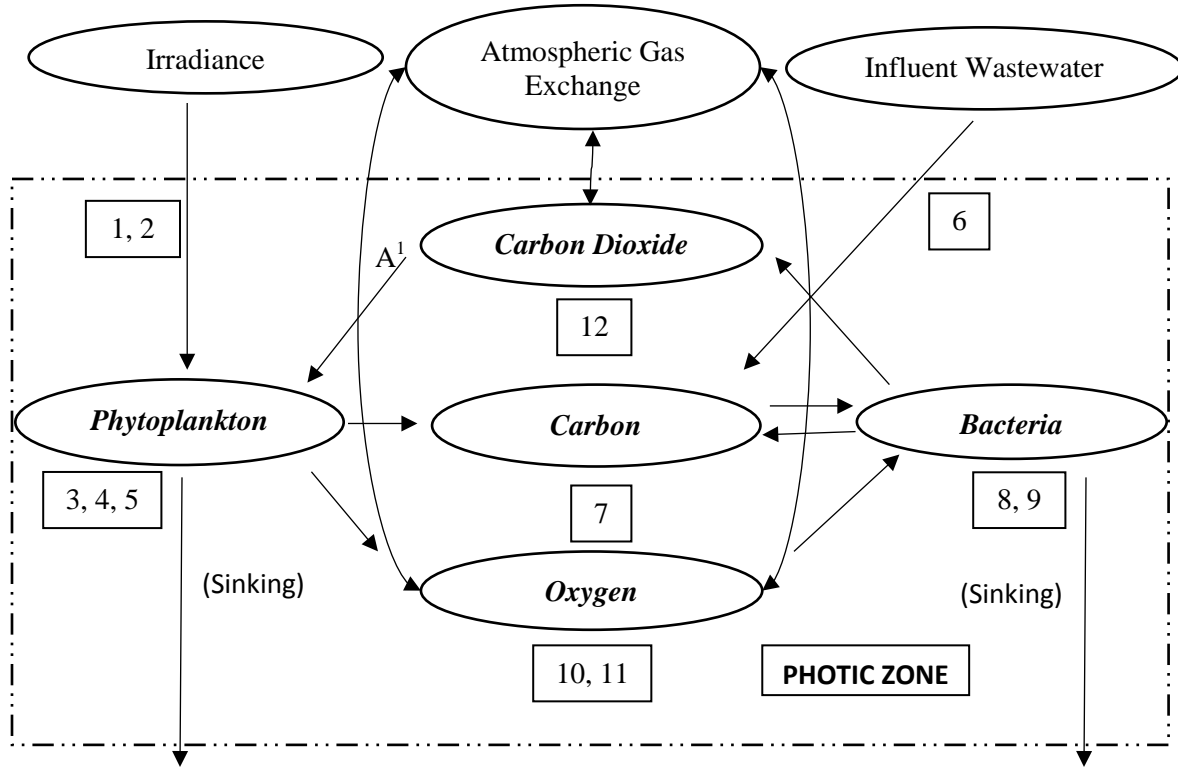 Irradiance
Atmospheric Gas
Exchange
Influent Wastewater
1, 2
6
A¹
Carbon Dioxide
12
Phytoplankton
Carbon
Bacteria
3, 4, 5
7
8, 9
(Sinking)
Oxygen
(Sinking)
10, 11
PHOTIC ZONE